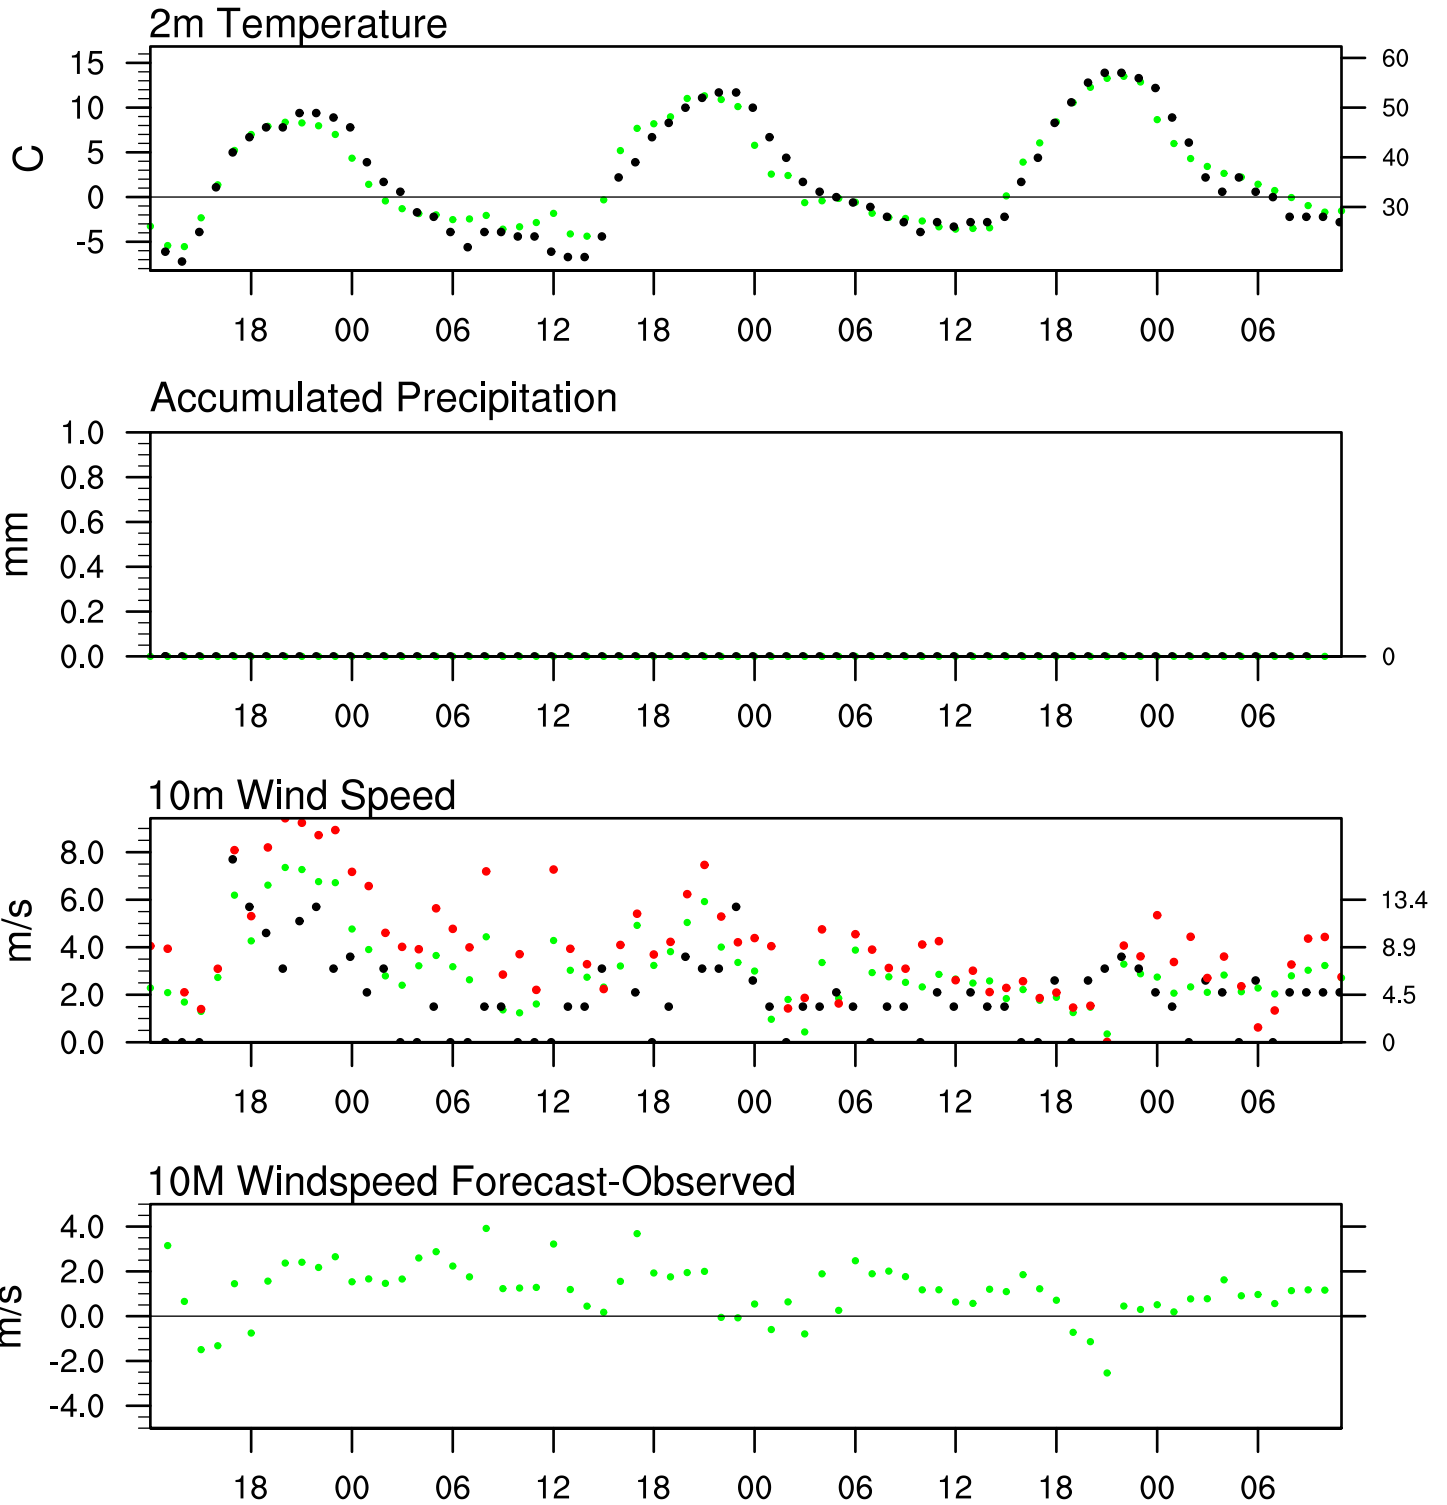 2m Temperature
15
10
5
0
-5
C
60
50
40
30
18 00 06 12 18 00 06 12 18 00 06
Accumulated Precipitation
1.0
0.8
0.6
0.4
0.2
0.0
mm
0
18 00 06 12 18 00 06 12 18 00 06
10m Wind Speed
8.0
6.0
4.0
2.0
0.0
m/s
13.4
8.9
4.5
0
18 00 06 12 18 00 06 12 18 00 06
10M Windspeed Forecast-Observed
4.0
2.0
0.0
-2.0
-4.0
m/s
18 00 06 12 18 00 06 12 18 00 06